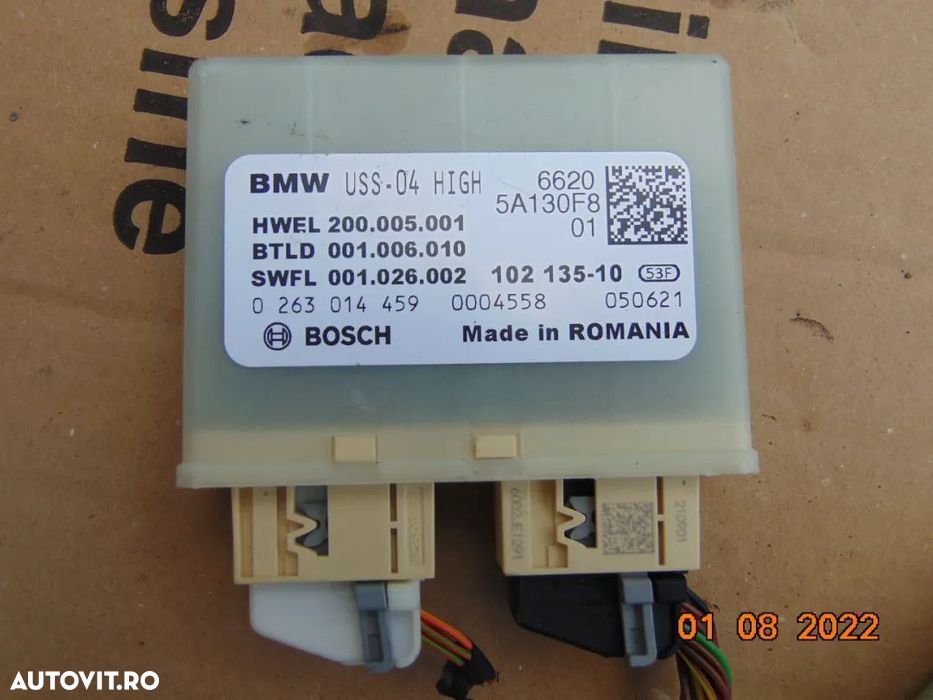 BMW USS-04 HIGH 6620
5A130F8
01
HWEL 200.005.001
BTLD 001.006.010
SWFL 001.026.002 102 135-10 53F
0 263 014 459 0004558 050621
BOSCH Made in ROMANIA
210901
01 08 2022
AUTOVIT.RO